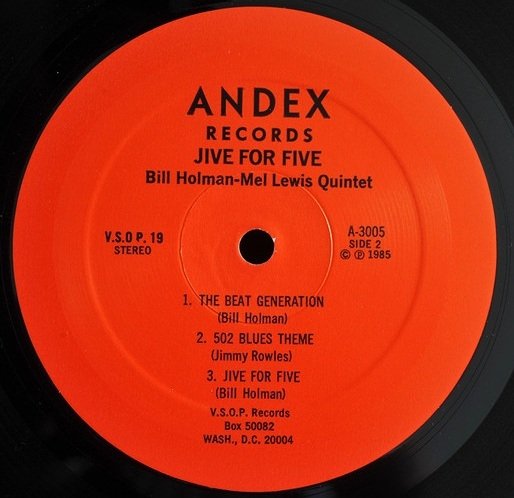 ANDEX
RECORDS
JIVE FOR FIVE
Bill Holman-Mel Lewis Quintet
V.S.O P. 19
STEREO
A-3005
SIDE 2
© ℗ 1985
1. THE BEAT GENERATION
(Bill Holman)
2. 502 BLUES THEME
(Jimmy Rowles)
3. JIVE FOR FIVE
(Bill Holman)
V.S.O.P. Records
Box 50082
WASH., D.C. 20004